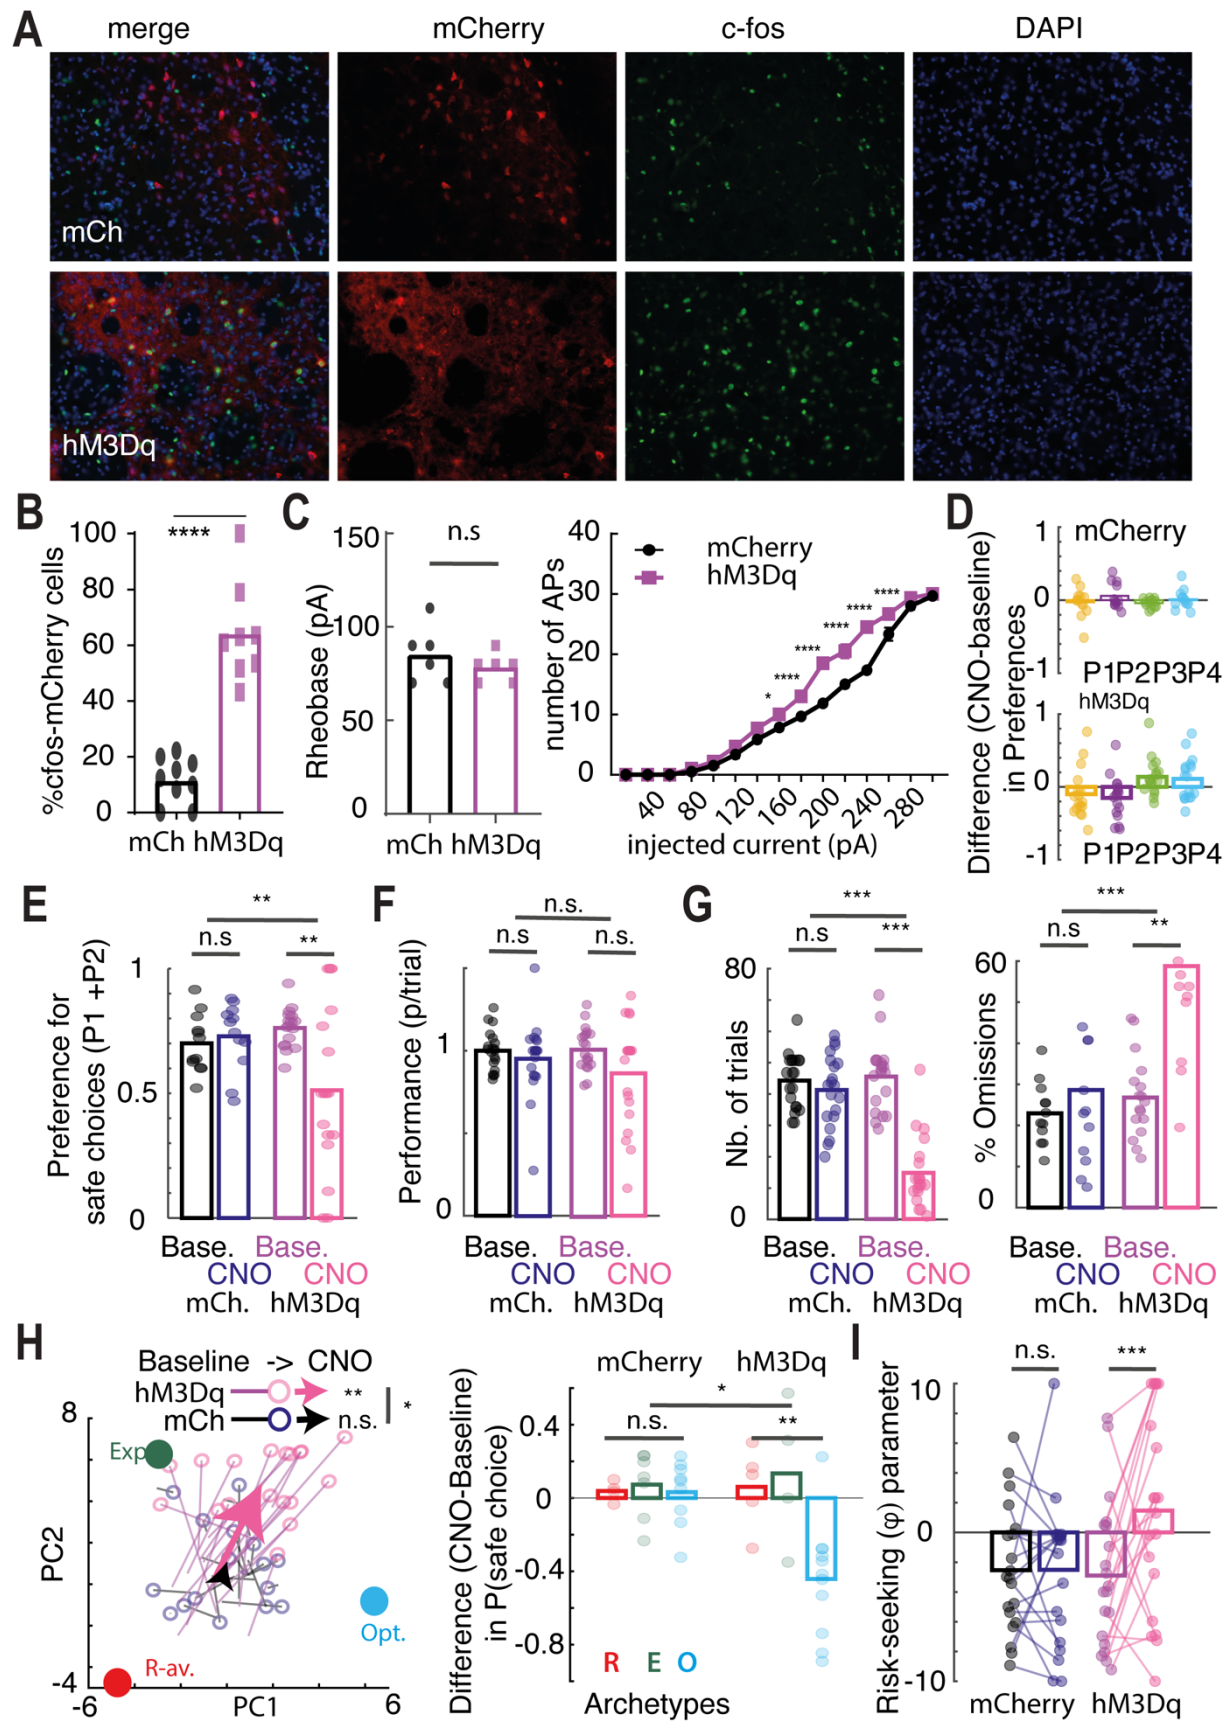 A
merge
mCherry
c-fos
DAPI
mCh
hM3Dq
B
%cfos-mCherry cells
100
80
60
40
20
0
****
mCh hM3Dq
C
Rheobase (pA)
150
100
50
0
n.s
mCh hM3Dq
number of APs
40
30
20
10
0
mCherry
hM3Dq
*
****
****
****
****
****
40
80
120
160
200
240
280
injected current (pA)
D
Difference (CNO-baseline)
in Preferences
1
0
-1
mCherry
P1P2P3P4
hM3Dq
1
0
-1
P1P2P3P4
E
Preference for
safe choices (P1 +P2)
1
0.5
0
**
n.s
**
Base. Base.
CNO CNO
mCh. hM3Dq
F
Performance (p/trial)
1
0
n.s.
n.s
n.s.
Base. Base.
CNO CNO
mCh. hM3Dq
G
Nb. of trials
80
0
***
n.s
***
Base. Base.
CNO CNO
mCh. hM3Dq
% Omissions
60
0
***
n.s
**
Base. Base.
CNO CNO
mCh. hM3Dq
H
Baseline -> CNO
hM3Dq
**
mCh
n.s.
*
8
PC2
-4
-6
PC1
6
Exp
Opt.
R-av.
Difference (CNO-Baseline)
in P(safe choice)
0.4
0
-0.4
-0.8
mCherry hM3Dq
*
n.s.
**
R E O
Archetypes
I
Risk-seeking (φ) parameter
10
0
-10
n.s.
***
mCherry hM3Dq